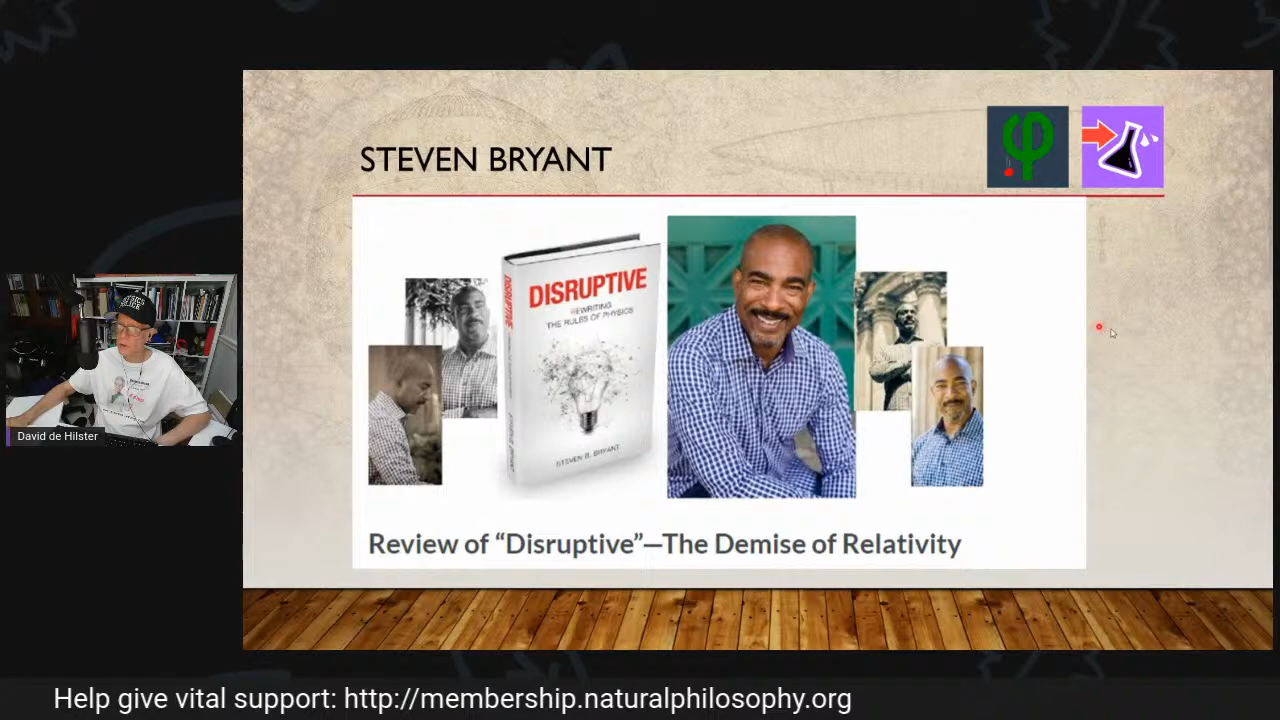 STEVEN BRYANT
DISRUPTIVE
REWRITING
THE RULES OF PHYSICS
STEVEN B. BRYANT
DISRUPTIVE
Review of “Disruptive”—The Demise of Relativity
David de Hilster
Help give vital support: http://membership.naturalphilosophy.org